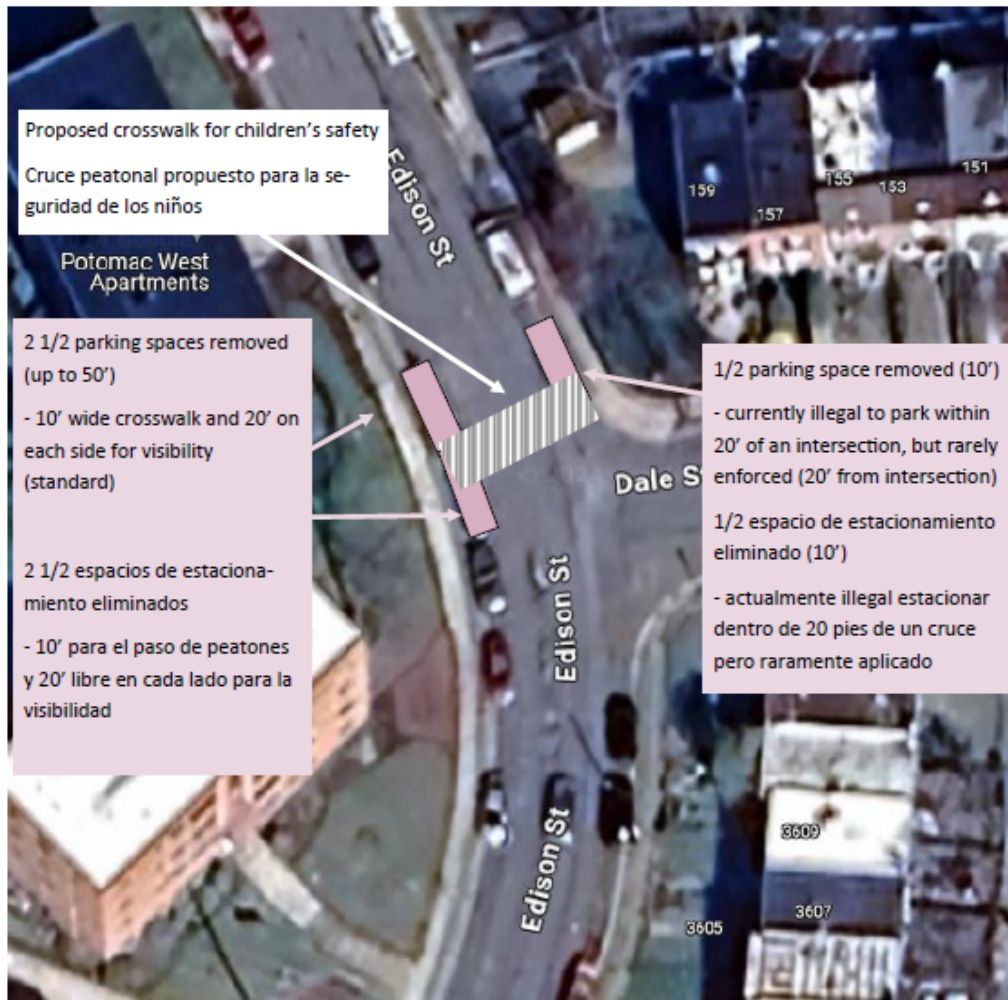 Proposed crosswalk for children's safety
Cruce peatonal propuesto para la se-
guridad de los niños
Edison St
Potomac West
Apartments
159
157
155
153
151
2 1/2 parking spaces removed
(up to 50')
- 10' wide crosswalk and 20' on
each side for visibility
(standard)
2 1/2 espacios de estaciona-
miento eliminados
- 10' para el paso de peatones
y 20' libre en cada lado para la
visibilidad
1/2 parking space removed (10')
- currently illegal to park within
20' of an intersection, but rarely
enforced (20' from intersection)
1/2 espacio de estacionamiento
eliminado (10')
- actualmente illegal estacionar
dentro de 20 pies de un cruce
pero raramente aplicado
Dale S
Edison St
Edison St
3609
3607
3605